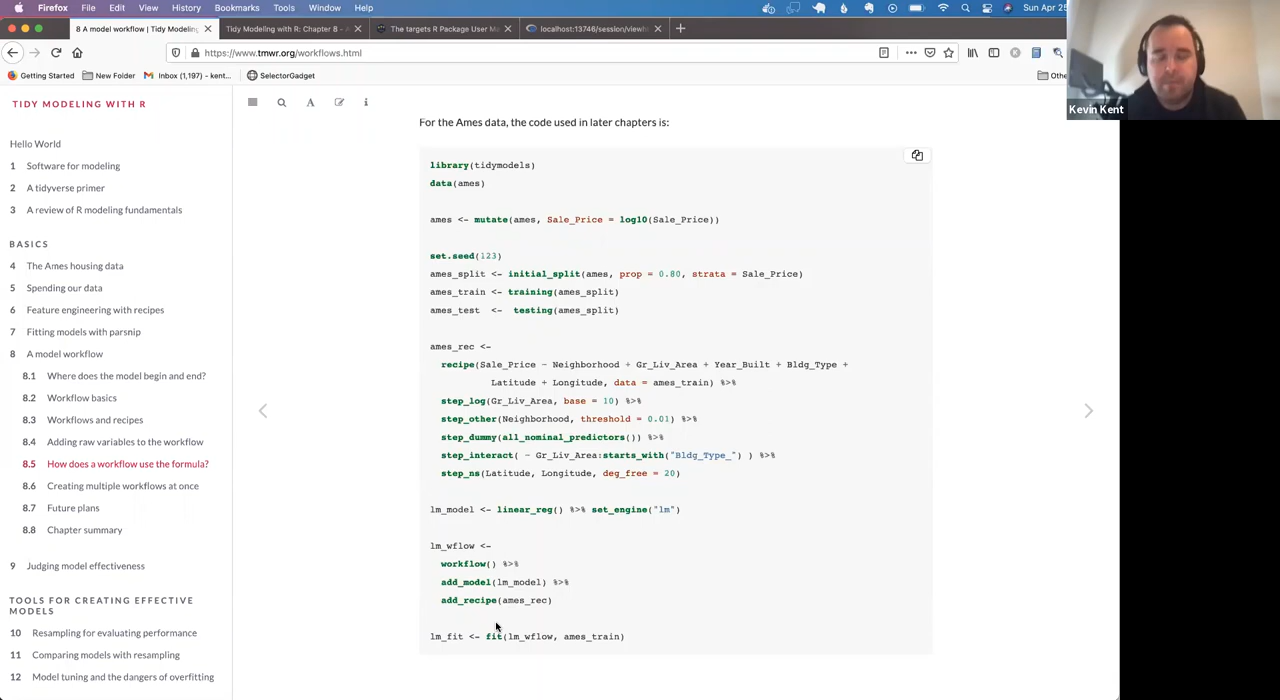 Firefox File Edit View History Bookmarks Tools Window Help Sun Apr 25
8 A model workflow | Tidy Modeling Tidy Modeling with R: Chapter 8 - The targets R Package User Ma localhost:13746/session/viewht
https://www.tmwr.org/workflows.html
Getting Started New Folder Inbox (1,197) - kent... SelectorGadget Othe
Kevin Kent
TIDY MODELING WITH R
Hello World
1 Software for modeling
2 A tidyverse primer
3 A review of R modeling fundamentals
BASICS
4 The Ames housing data
5 Spending our data
6 Feature engineering with recipes
7 Fitting models with parsnip
8 A model workflow
8.1 Where does the model begin and end?
8.2 Workflow basics
8.3 Workflows and recipes
8.4 Adding raw variables to the workflow
8.5 How does a workflow use the formula?
8.6 Creating multiple workflows at once
8.7 Future plans
8.8 Chapter summary
9 Judging model effectiveness
TOOLS FOR CREATING EFFECTIVE
MODELS
10 Resampling for evaluating performance
11 Comparing models with resampling
12 Model tuning and the dangers of overfitting
For the Ames data, the code used in later chapters is:
library(tidymodels)
data(ames)
ames <- mutate(ames, Sale_Price = log10(Sale_Price))
set.seed(123)
ames_split <- initial_split(ames, prop = 0.80, strata = Sale_Price)
ames_train <- training(ames_split)
ames_test <- testing(ames_split)
ames_rec <-
recipe(Sale_Price ~ Neighborhood + Gr_Liv_Area + Year_Built + Bldg_Type +
Latitude + Longitude, data = ames_train) %>%
step_log(Gr_Liv_Area, base = 10) %>%
step_other(Neighborhood, threshold = 0.01) %>%
step_dummy(all_nominal_predictors()) %>%
step_interact( ~ Gr_Liv_Area:starts_with("Bldg_Type_") ) %>%
step_ns(Latitude, Longitude, deg_free = 20)
lm_model <- linear_reg() %>% set_engine("lm")
lm_wflow <-
workflow() %>%
add_model(lm_model) %>%
add_recipe(ames_rec)
lm_fit <- fit(lm_wflow, ames_train)